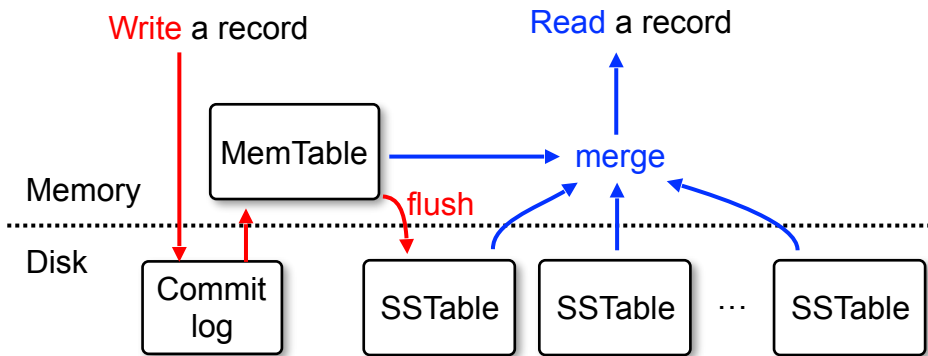 Write a record
Read a record
MemTable
merge
Memory
flush
Disk
Commit
log
SSTable
SSTable
...
SSTable